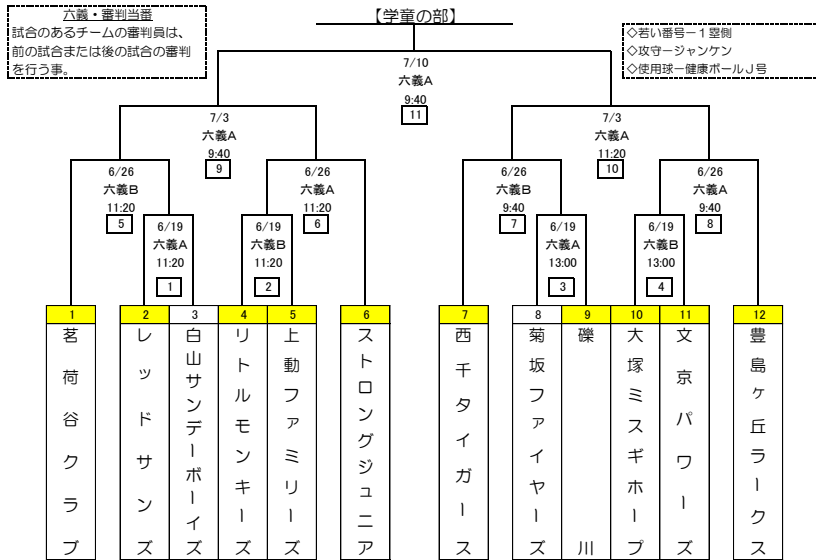 【学童の部】
六義・審判当番
試合のあるチームの審判員は、
前の試合または後の試合の審判
を行う事。
◇若い番号－１塁側
◇攻守－ジャンケン
◇使用球－健康ボールＪ号
7/10
六義A
9:40
11
7/3
六義A
9:40
9
7/3
六義A
11:20
10
6/26
六義B
11:20
5
6/26
六義A
11:20
6
6/26
六義B
9:40
7
6/26
六義A
9:40
8
6/19
六義A
11:20
1
6/19
六義B
11:20
2
6/19
六義A
13:00
3
6/19
六義B
13:00
4
1
茗荷谷クラブ
2
レッドサンズ
3
白山サンデーボーイズ
4
リトルモンキーズ
5
上動ファミリーズ
6
ストロングジュニア
7
西千タイガース
8
菊坂ファイヤーズ
9
礫川
10
大塚ミスギホープ
11
文京パワーズ
12
豊島ヶ丘ラークス